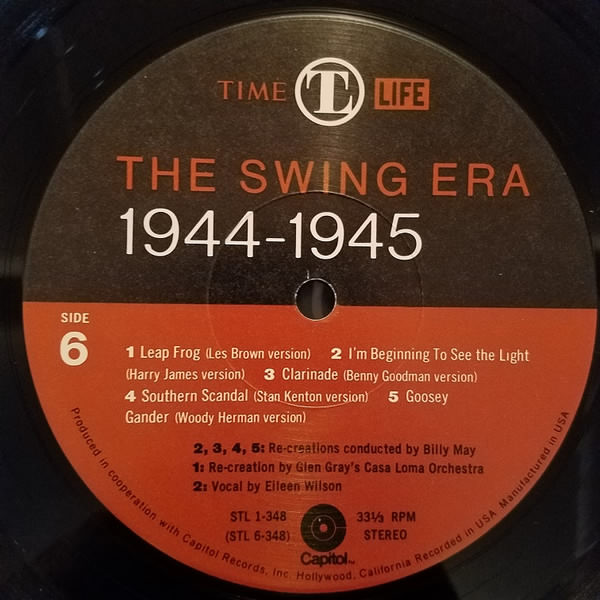 TIME TL LIFE
THE SWING ERA
1944-1945
SIDE
6
1 Leap Frog (Les Brown version) 2 I'm Beginning To See the Light
(Harry James version) 3 Clarinade (Benny Goodman version)
4 Southern Scandal (Stan Kenton version) 5 Goosey
Gander (Woody Herman version)
2, 3, 4, 5: Re-creations conducted by Billy May
1: Re-creation by Glen Gray's Casa Loma Orchestra
2: Vocal by Eileen Wilson
STL 1-348 33⅓ RPM
(STL 6-348) STEREO
Capitol™
Produced in cooperation with Capitol Records, Inc. Hollywood, California Recorded in USA. Manufactured in USA